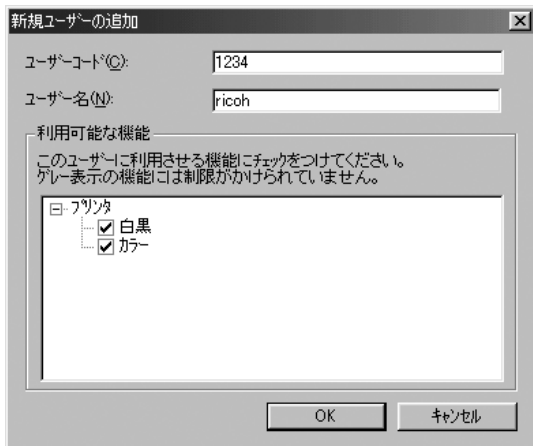 新規ユーザーの追加
ユーザーコード(C): 1234
ユーザー名(N): ricoh
利用可能な機能
このユーザーに利用させる機能にチェックをつけてください。
グレー表示の機能には制限がかけられていません。
プリンタ
白黒
カラー
OK キャンセル